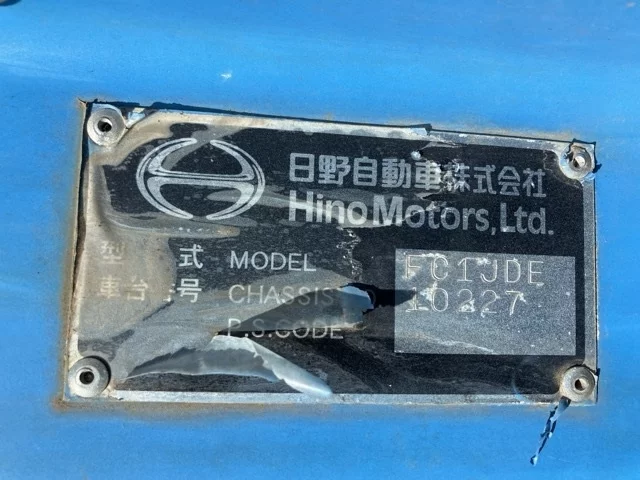 日野自動車株式会社
Hino Motors, Ltd.
型 式 MODEL FC1JDE
車台 号 CHASSIS 10227
P.S.CODE